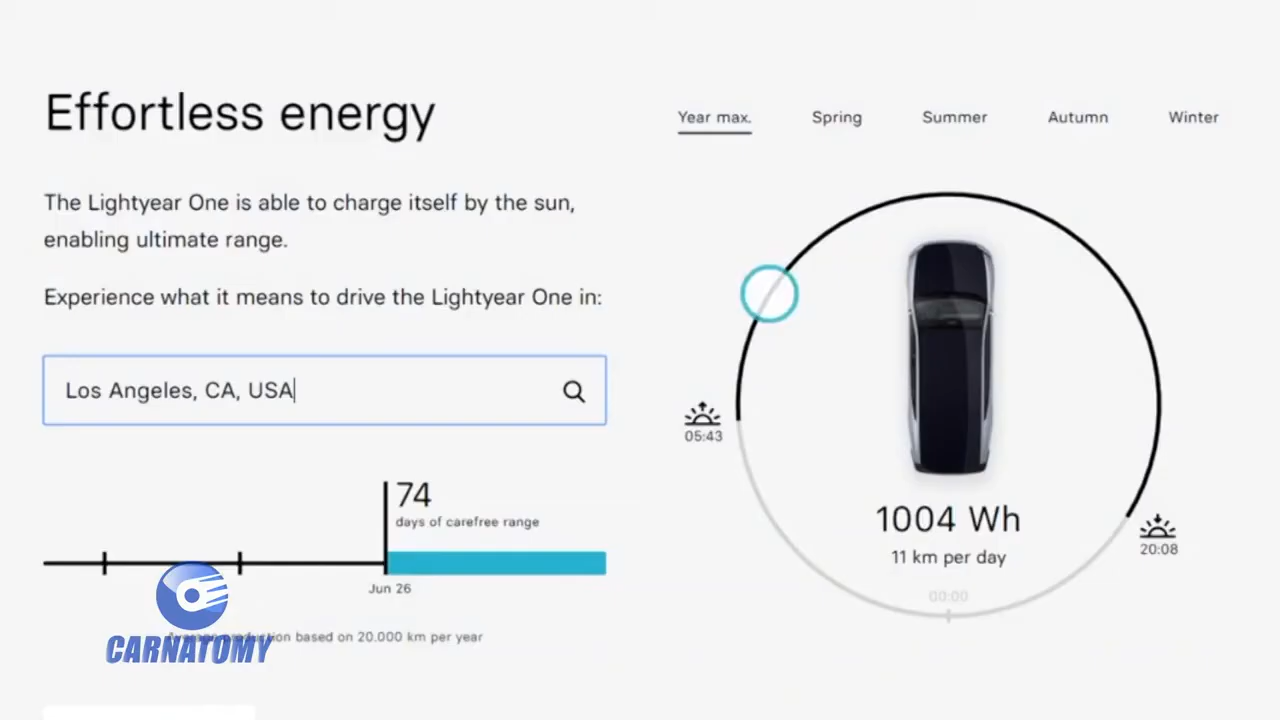 Effortless energy
The Lightyear One is able to charge itself by the sun,
enabling ultimate range.
Experience what it means to drive the Lightyear One in:
Los Angeles, CA, USA
74
days of carefree range
Jun 26
Average production based on 20.000 km per year
CARNATOMY
Year max.
Spring
Summer
Autumn
Winter
05:43
1004 Wh
11 km per day
20:08
00:00